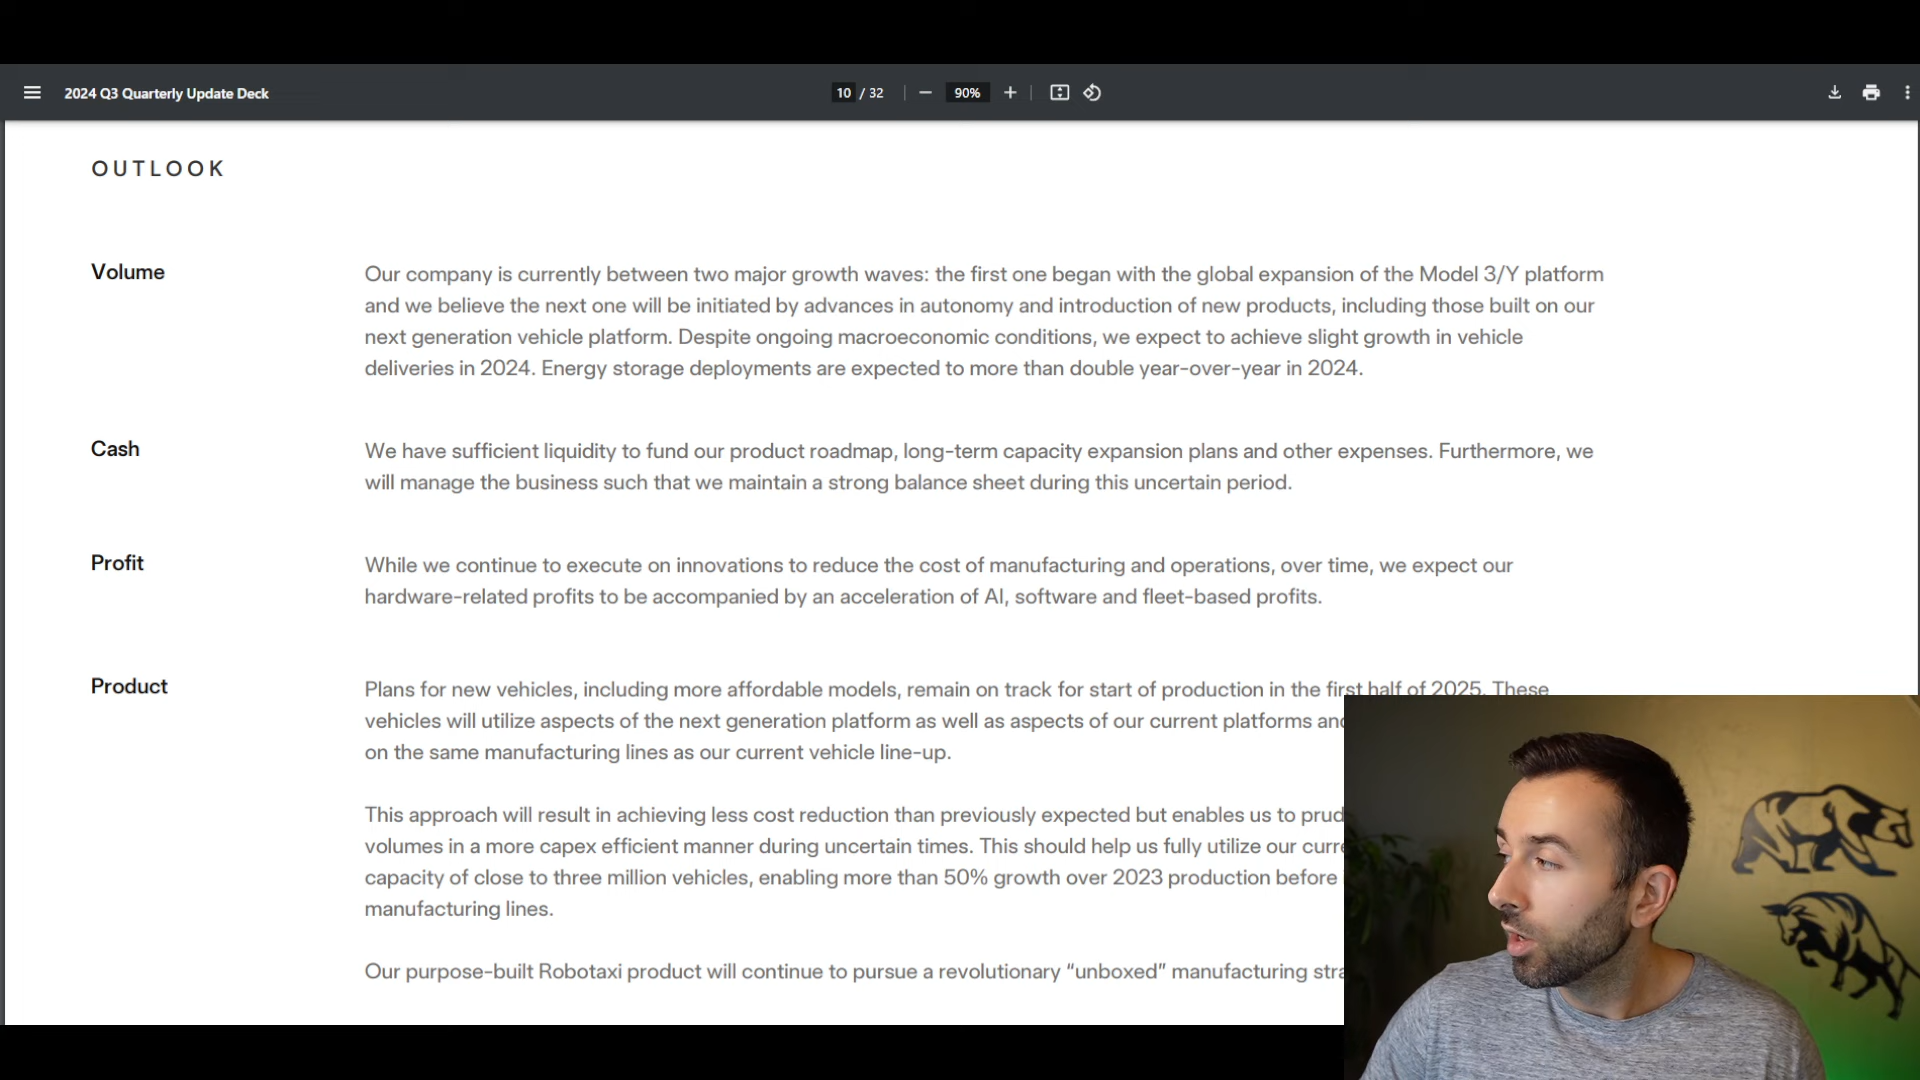 2024 Q3 Quarterly Update Deck
10 / 32
90%
OUTLOOK
Volume
Our company is currently between two major growth waves: the first one began with the global expansion of the Model 3/Y platform
and we believe the next one will be initiated by advances in autonomy and introduction of new products, including those built on our
next generation vehicle platform. Despite ongoing macroeconomic conditions, we expect to achieve slight growth in vehicle
deliveries in 2024. Energy storage deployments are expected to more than double year-over-year in 2024.
Cash
We have sufficient liquidity to fund our product roadmap, long-term capacity expansion plans and other expenses. Furthermore, we
will manage the business such that we maintain a strong balance sheet during this uncertain period.
Profit
While we continue to execute on innovations to reduce the cost of manufacturing and operations, over time, we expect our
hardware-related profits to be accompanied by an acceleration of AI, software and fleet-based profits.
Product
Plans for new vehicles, including more affordable models, remain on track for start of production in the first half of 2025. These
vehicles will utilize aspects of the next generation platform as well as aspects of our current platforms
on the same manufacturing lines as our current vehicle line-up.
This approach will result in achieving less cost reduction than previously expected but enables us to
volumes in a more capex efficient manner during uncertain times. This should help us fully utilize our
capacity of close to three million vehicles, enabling more than 50% growth over 2023 production before
manufacturing lines.
Our purpose-built Robotaxi product will continue to pursue a revolutionary “unboxed” manufacturing